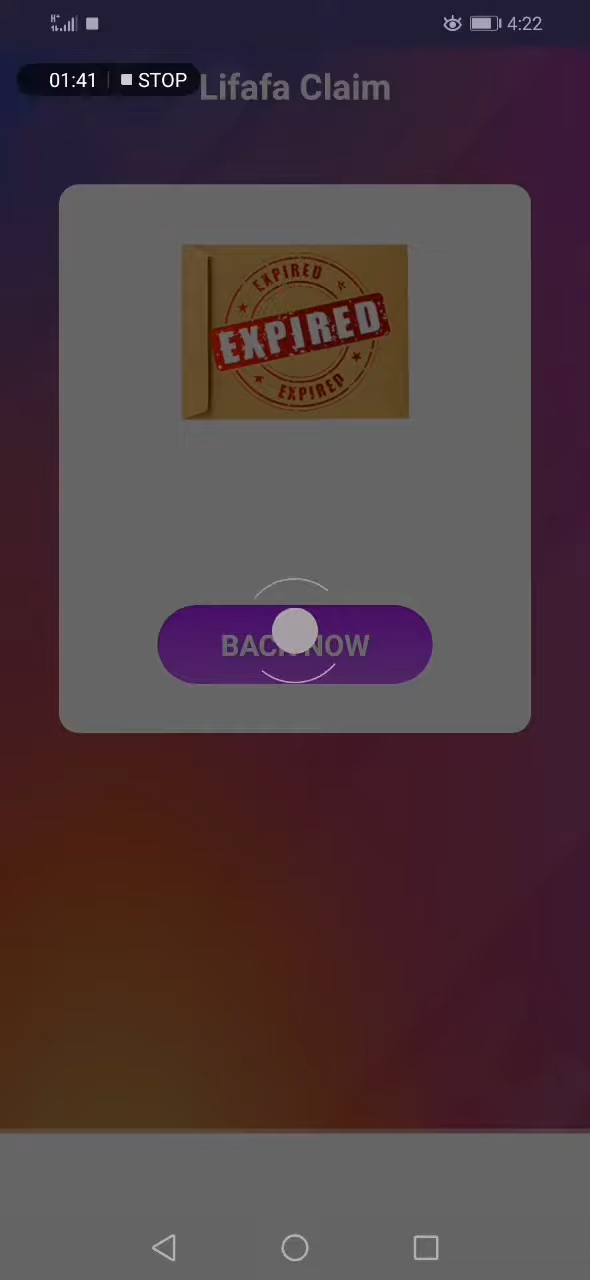 H+ 4:22
01:41 STOP
Lifafa Claim
EXPIRED
EXPIRED
EXPIRED
BACK NOW